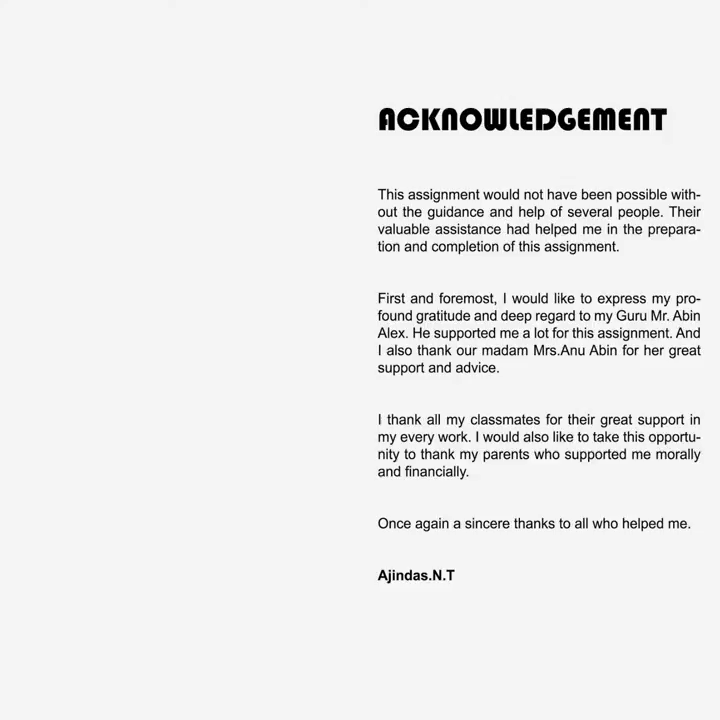 ACKNOWLEDGEMENT
This assignment would not have been possible with-
out the guidance and help of several people. Their
valuable assistance had helped me in the prepara-
tion and completion of this assignment.
First and foremost, I would like to express my pro-
found gratitude and deep regard to my Guru Mr. Abin
Alex. He supported me a lot for this assignment. And
I also thank our madam Mrs.Anu Abin for her great
support and advice.
I thank all my classmates for their great support in
my every work. I would also like to take this opportu-
nity to thank my parents who supported me morally
and financially.
Once again a sincere thanks to all who helped me.
Ajindas.N.T